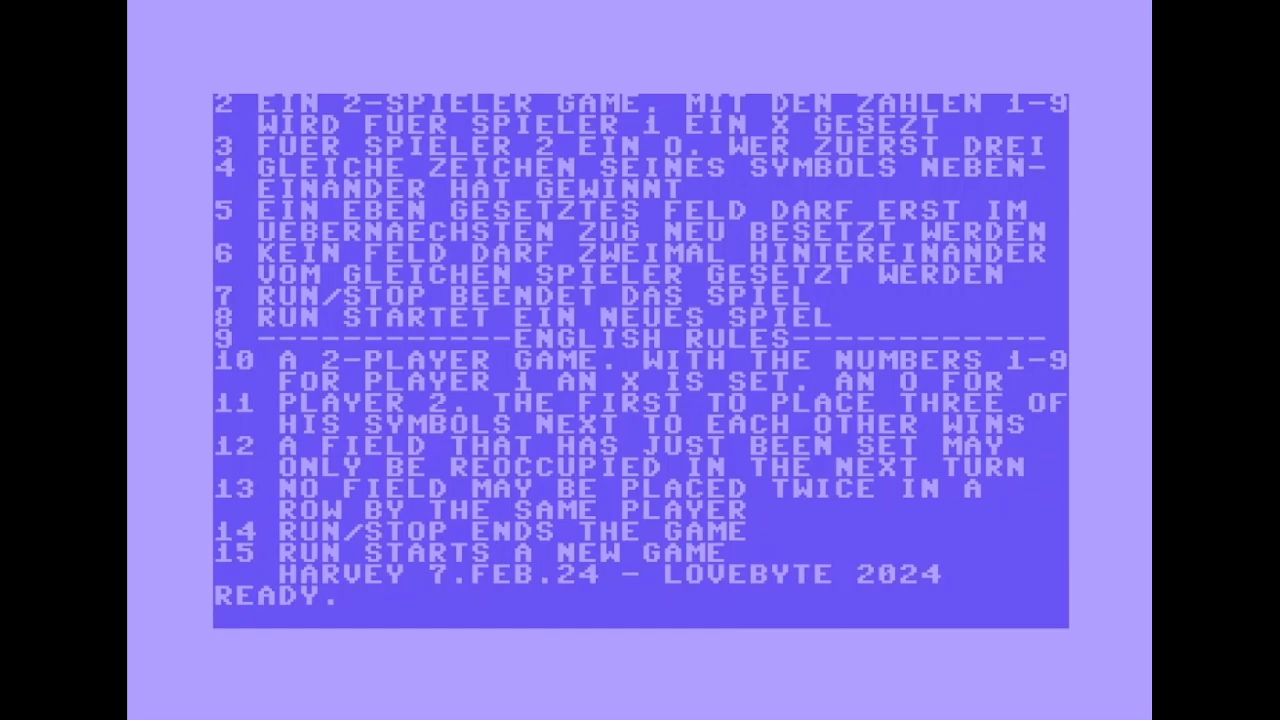 2 EIN 2-SPIELER GAME. MIT DEN ZAHLEN 1-9
WIRD FUER SPIELER 1 EIN X GESEZT
3 FUER SPIELER 2 EIN O. WER ZUERST DREI
4 GLEICHE ZEICHEN SEINES SYMBOLS NEBEN-
EINANDER HAT GEWINNT
5 EIN EBEN GESETZTES FELD DARF ERST IM
UEBERNAECHSTEN ZUG NEU BESETZT WERDEN
6 KEIN FELD DARF ZWEIMAL HINTEREINANDER
VOM GLEICHEN SPIELER GESETZT WERDEN
7 RUN/STOP BEENDET DAS SPIEL
8 RUN STARTET EIN NEUES SPIEL
9 ------------ENGLISH RULES------------
10 A 2-PLAYER GAME. WITH THE NUMBERS 1-9
FOR PLAYER 1 AN X IS SET. AN O FOR
11 PLAYER 2. THE FIRST TO PLACE THREE OF
HIS SYMBOLS NEXT TO EACH OTHER WINS
12 A FIELD THAT HAS JUST BEEN SET MAY
ONLY BE REOCCUPIED IN THE NEXT TURN
13 NO FIELD MAY BE PLACED TWICE IN A
ROW BY THE SAME PLAYER
14 RUN/STOP ENDS THE GAME
15 RUN STARTS A NEW GAME
HARVEY 7.FEB.24 - LOVEBYTE 2024
READY.